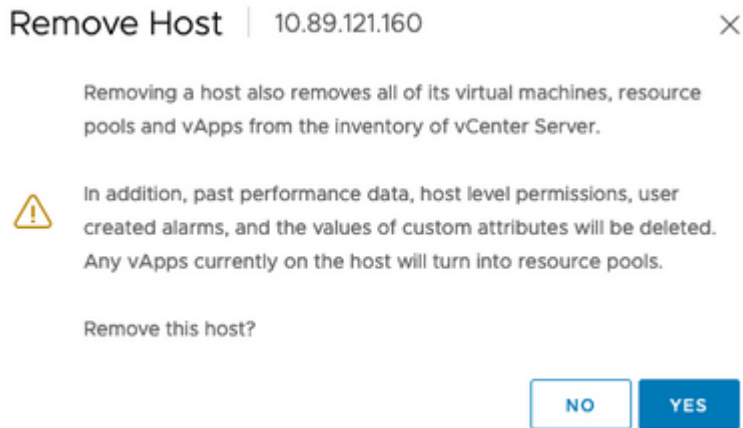 Remove Host | 10.89.121.160
Removing a host also removes all of its virtual machines, resource
pools and vApps from the inventory of vCenter Server.
In addition, past performance data, host level permissions, user
created alarms, and the values of custom attributes will be deleted.
Any vApps currently on the host will turn into resource pools.
Remove this host?
NO YES